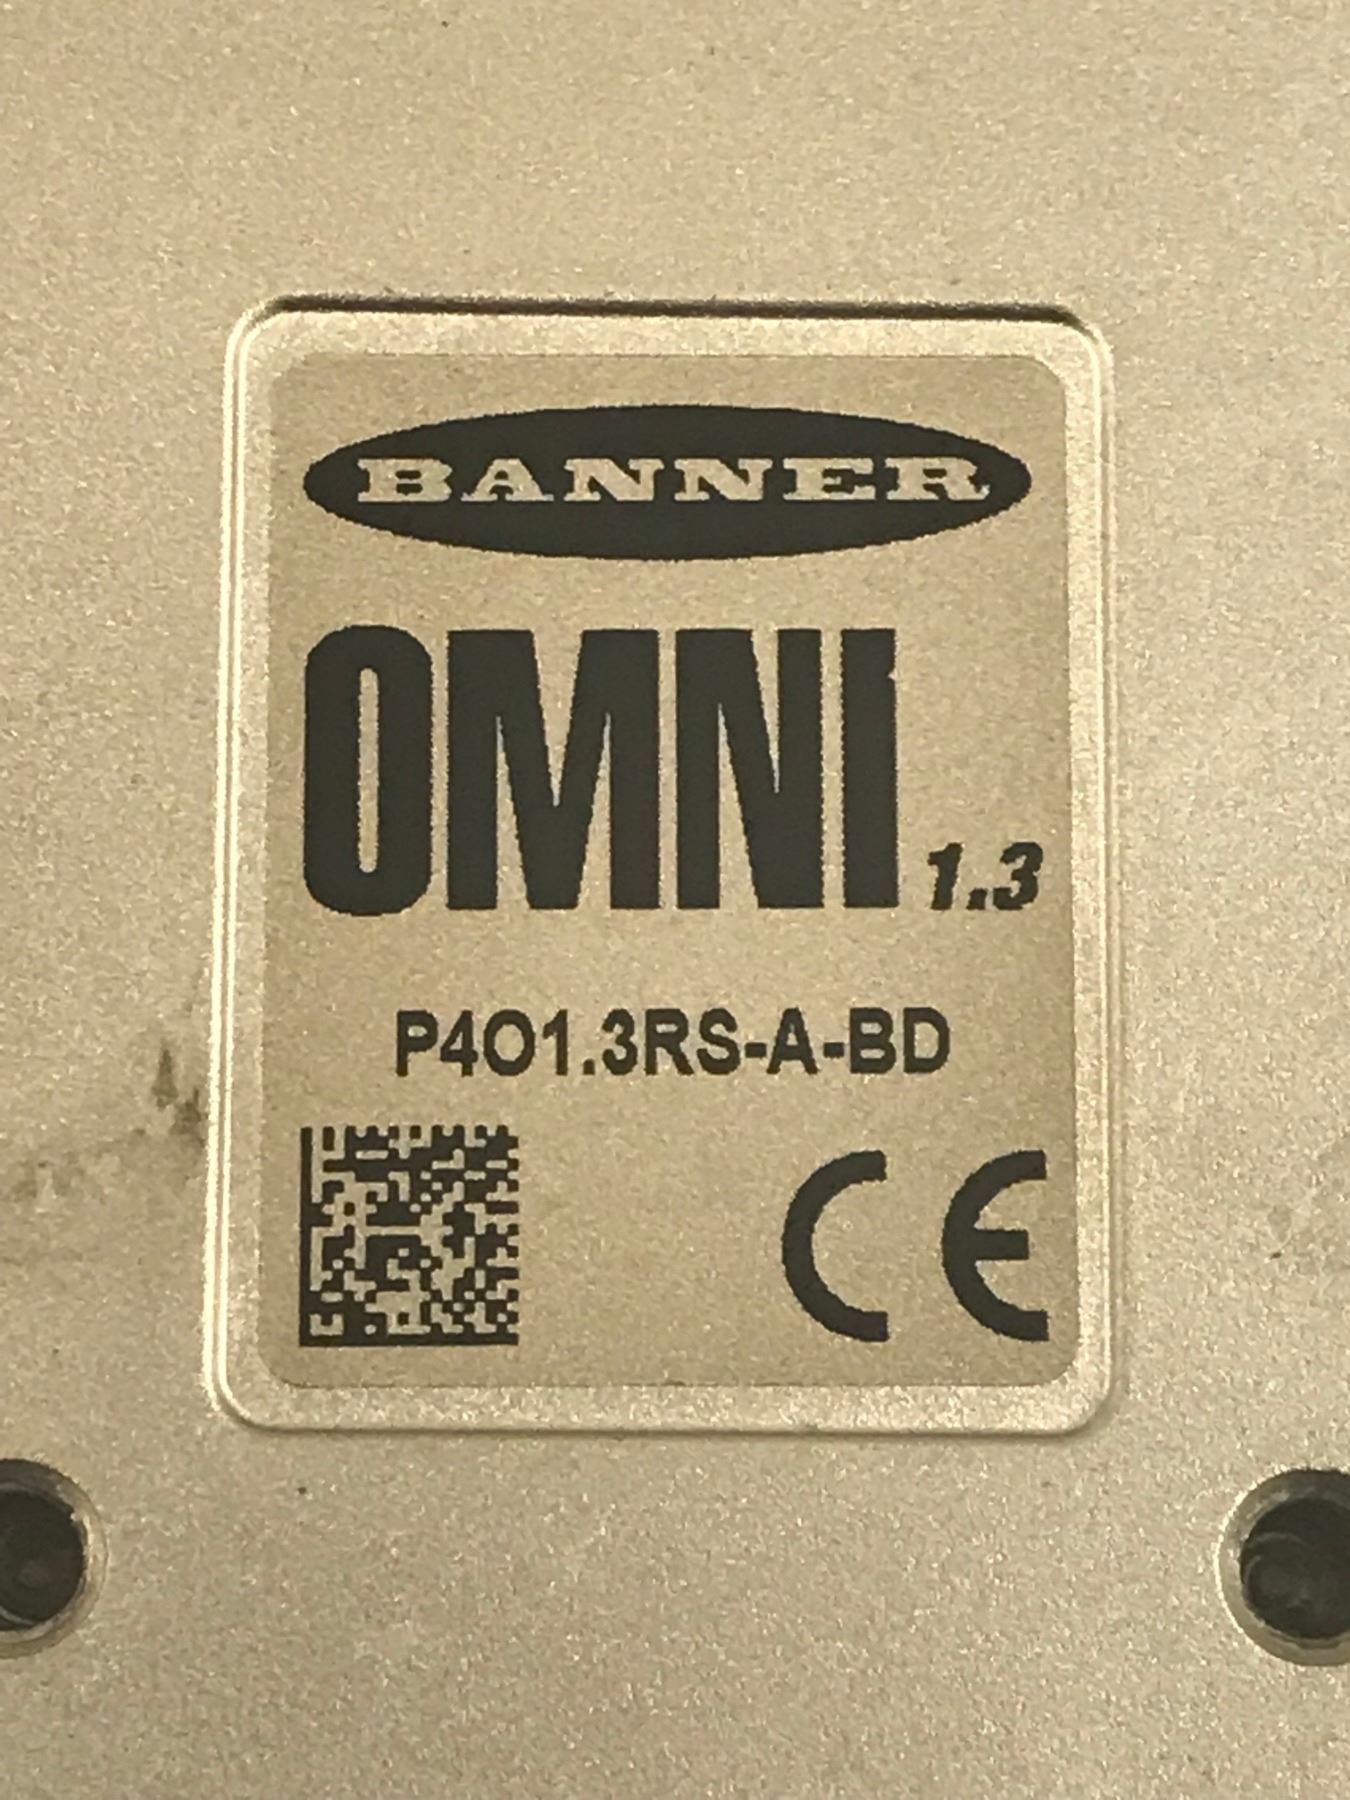 BANNER
OMNI 1.3
P4O1.3RS-A-BD
CE